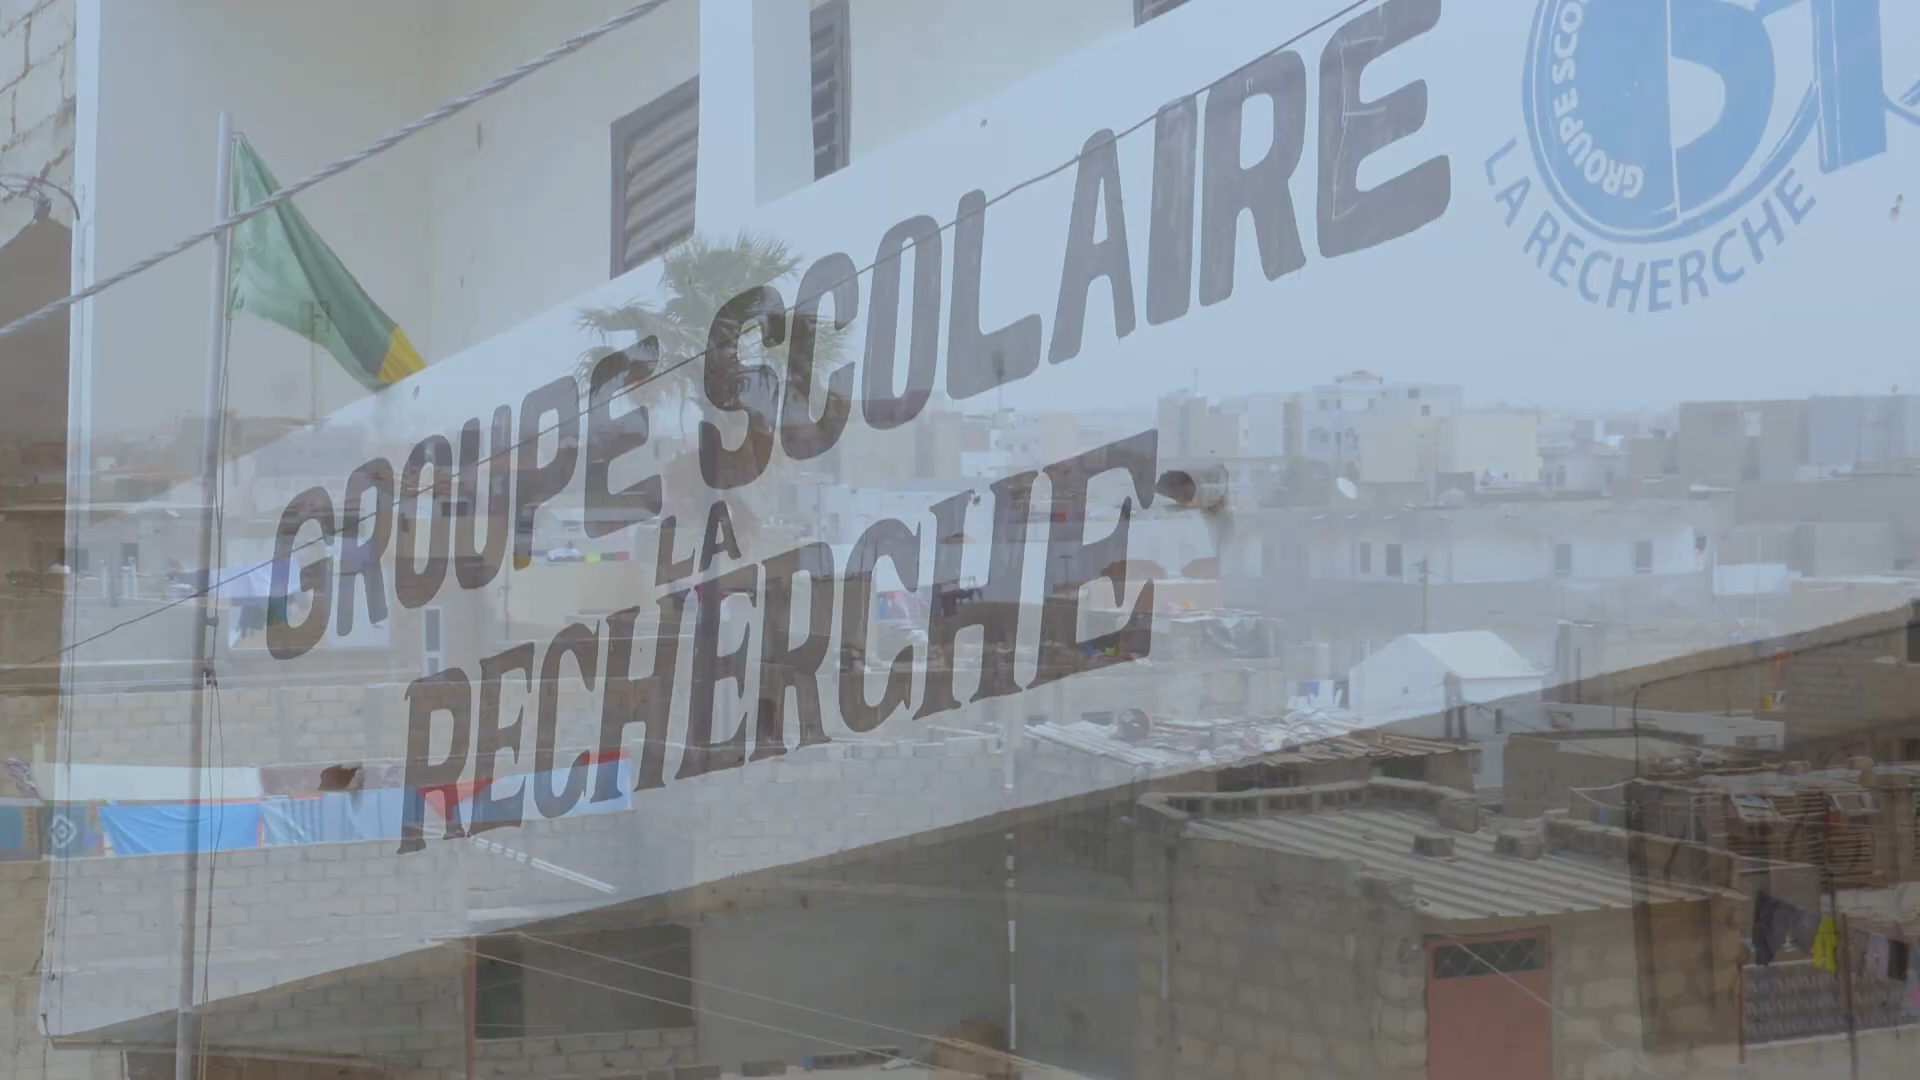 GROUPE SCOLAIRE
LA
RECHERCHE
GROUPE SCO
LA RECHERCHE